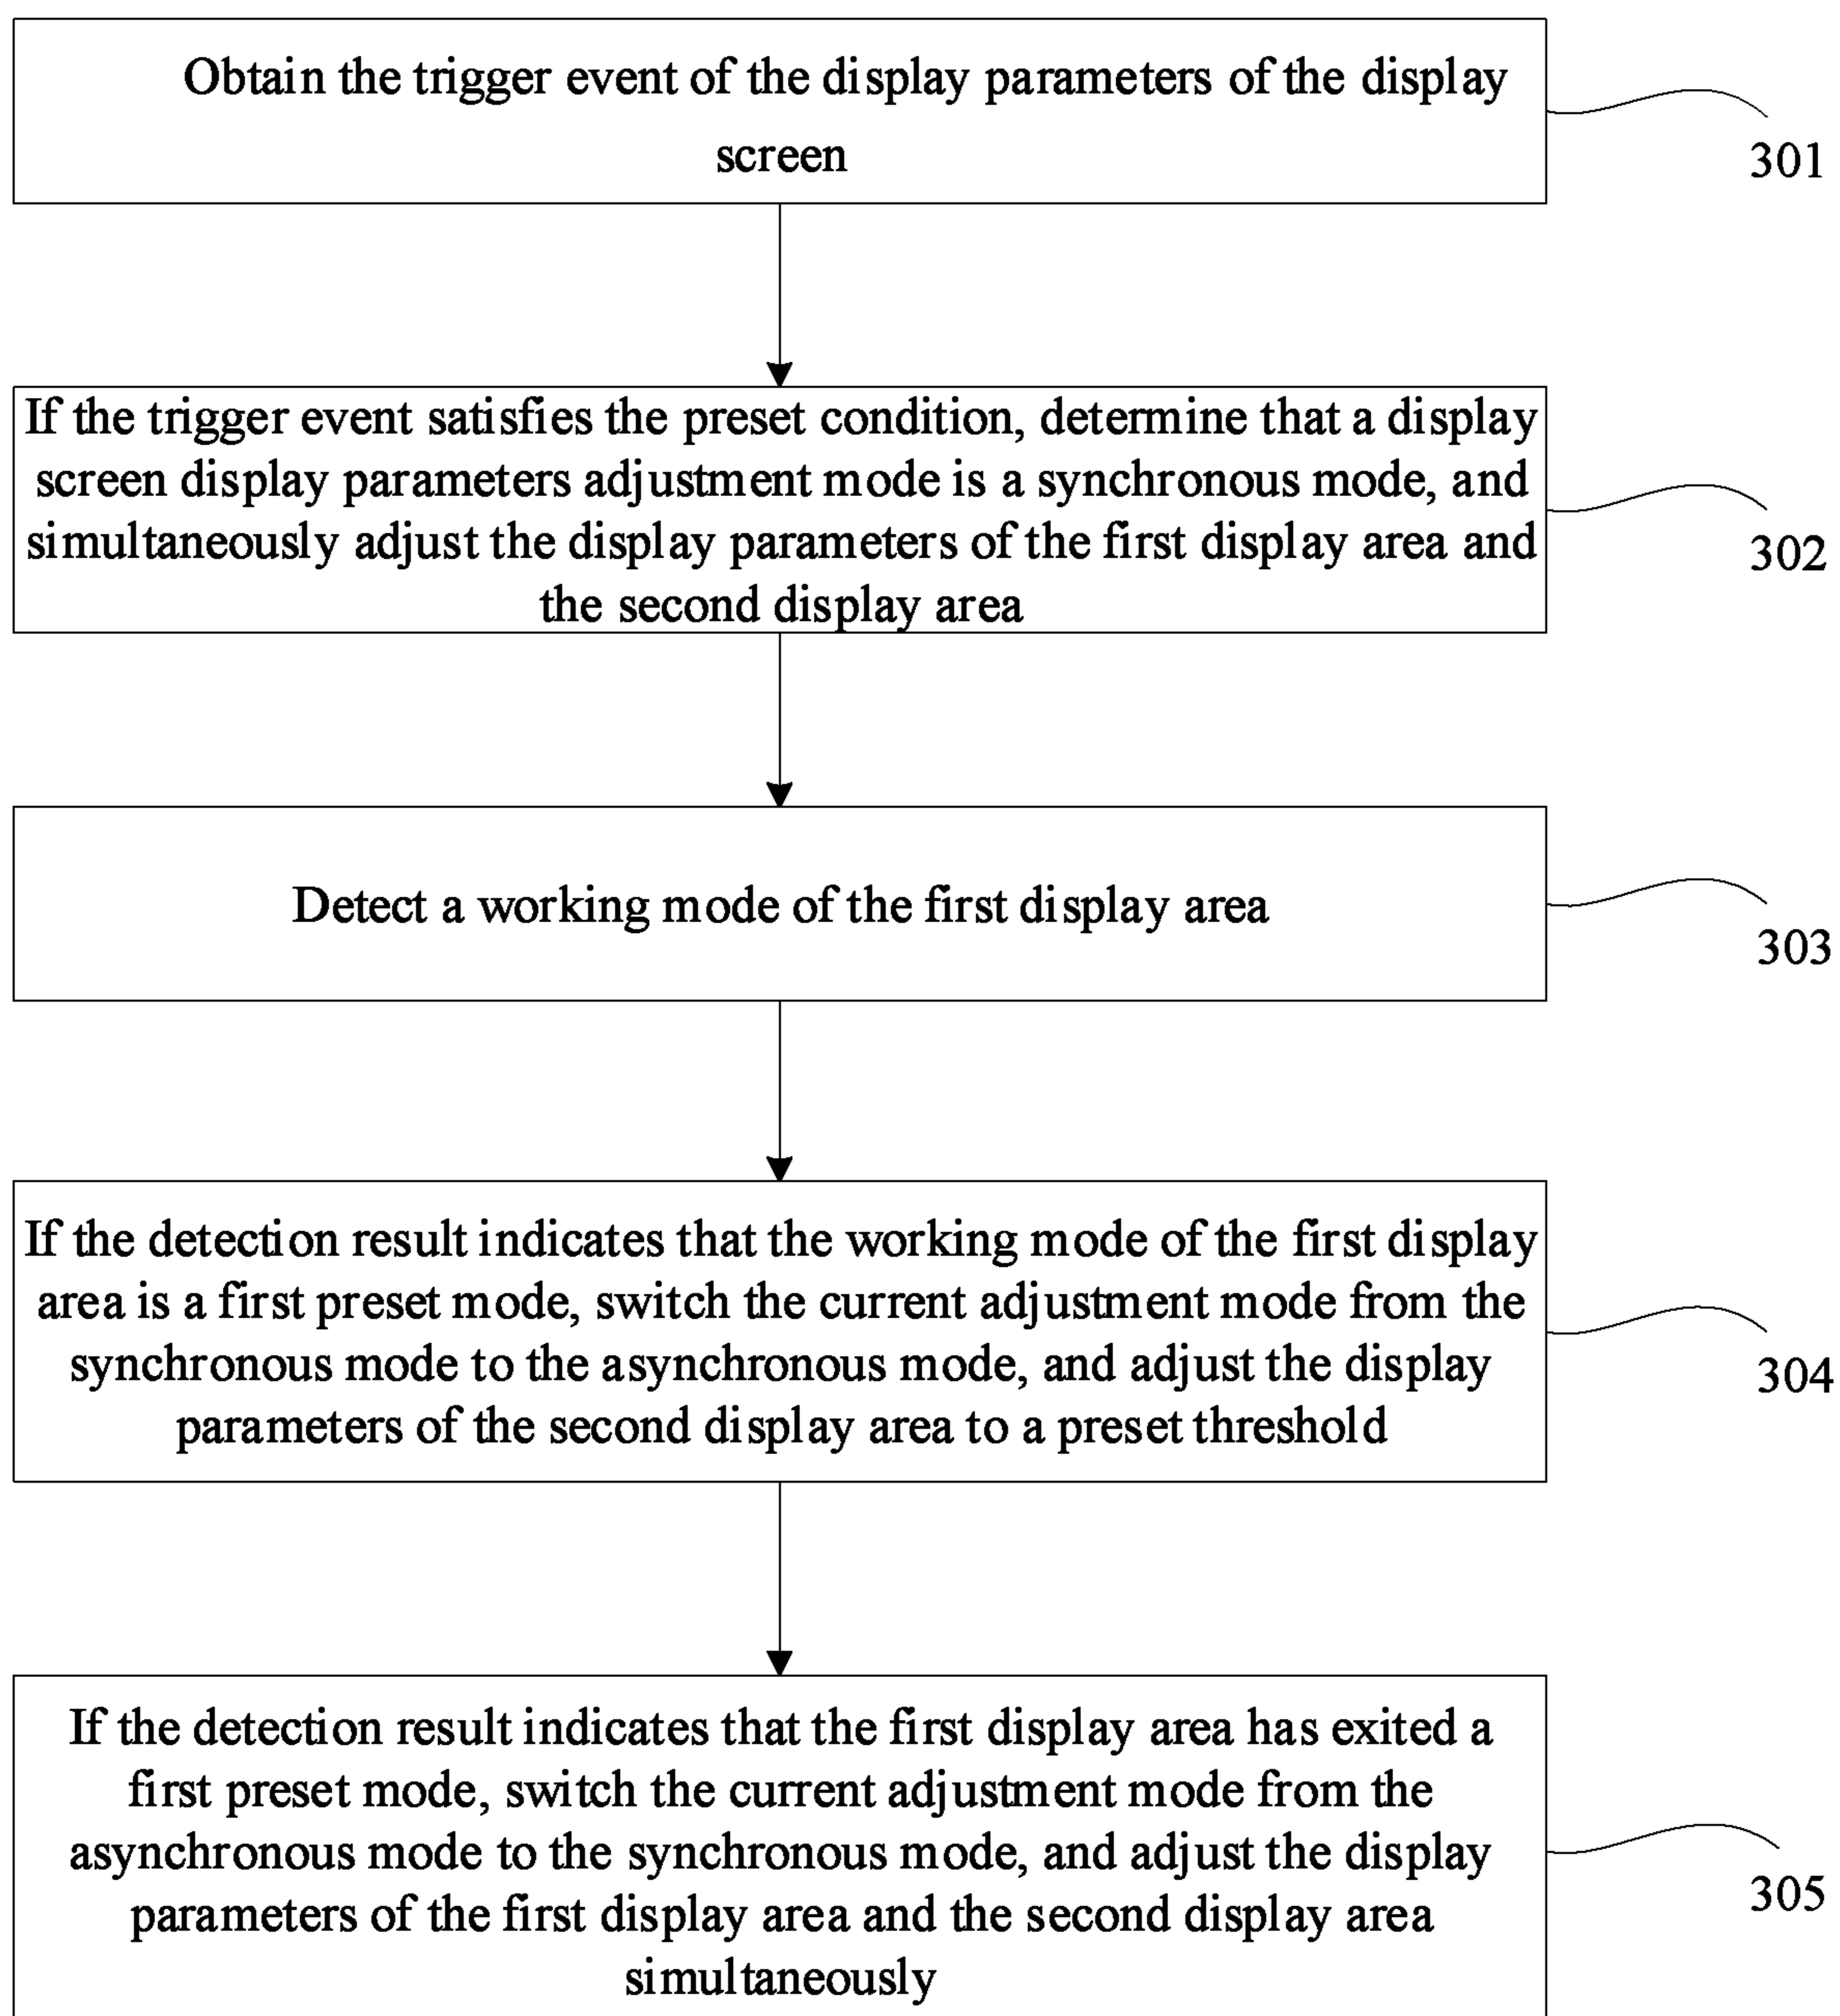 Obtain the trigger event of the display parameters of the display
screen
301
If the trigger event satisfies the preset condition, determine that a display
screen display parameters adjustment mode is a synchronous mode, and
simultaneously adjust the display parameters of the first display area and
the second display area
302
Detect a working mode of the first display area
303
If the detection result indicates that the working mode of the first display
area is a first preset mode, switch the current adjustment mode from the
synchronous mode to the asynchronous mode, and adjust the display
parameters of the second display area to a preset threshold
304
If the detection result indicates that the first display area has exited a
first preset mode, switch the current adjustment mode from the
asynchronous mode to the synchronous mode, and adjust the display
parameters of the first display area and the second display area
simultaneously
305